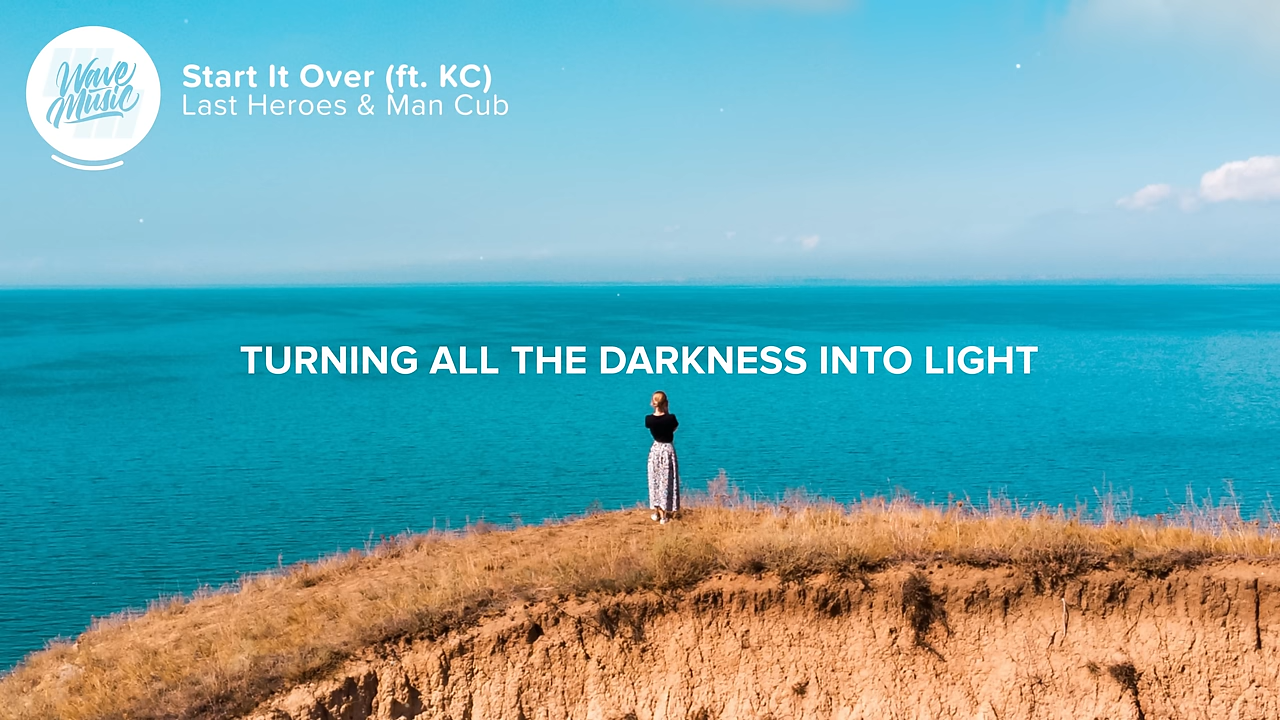 Wave
Music
Start It Over (ft. KC)
Last Heroes & Man Cub
TURNING ALL THE DARKNESS INTO LIGHT